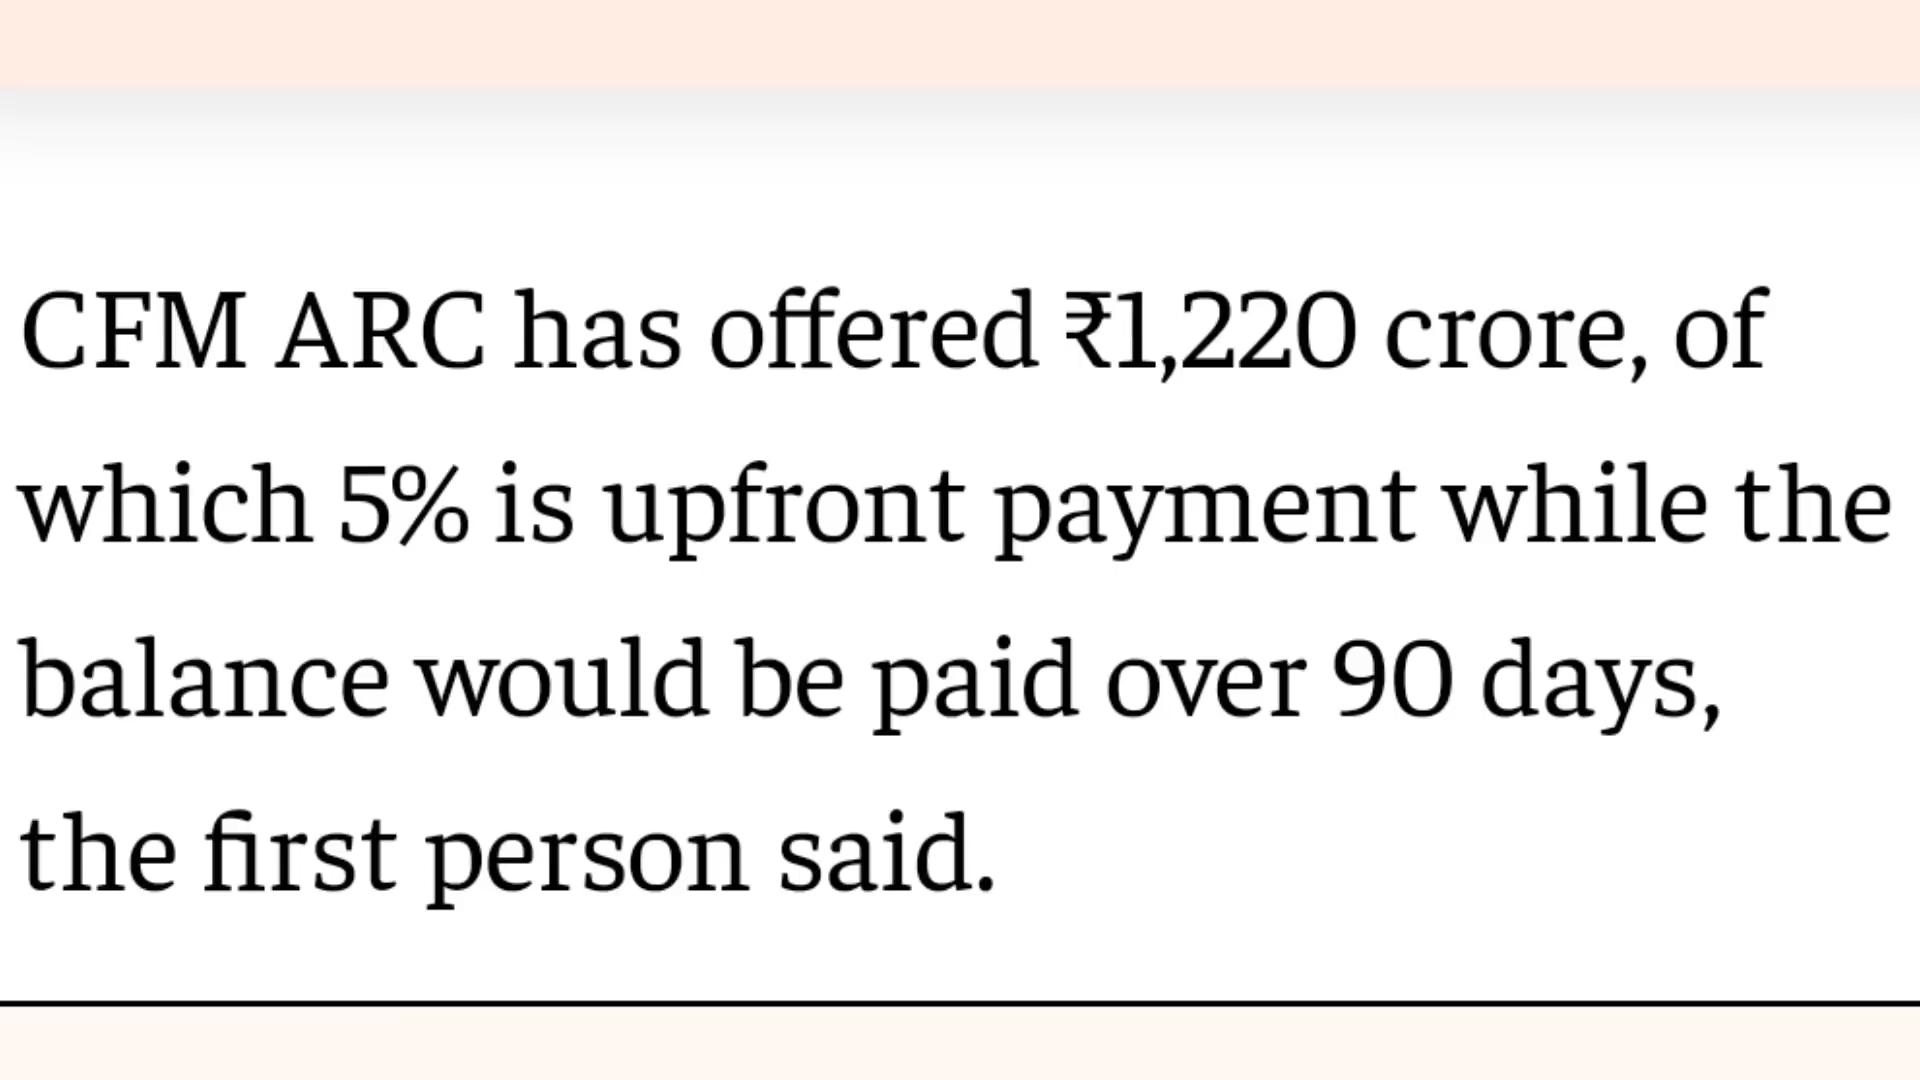 CFM ARC has offered ₹1,220 crore, of
which 5% is upfront payment while the
balance would be paid over 90 days,
the first person said.